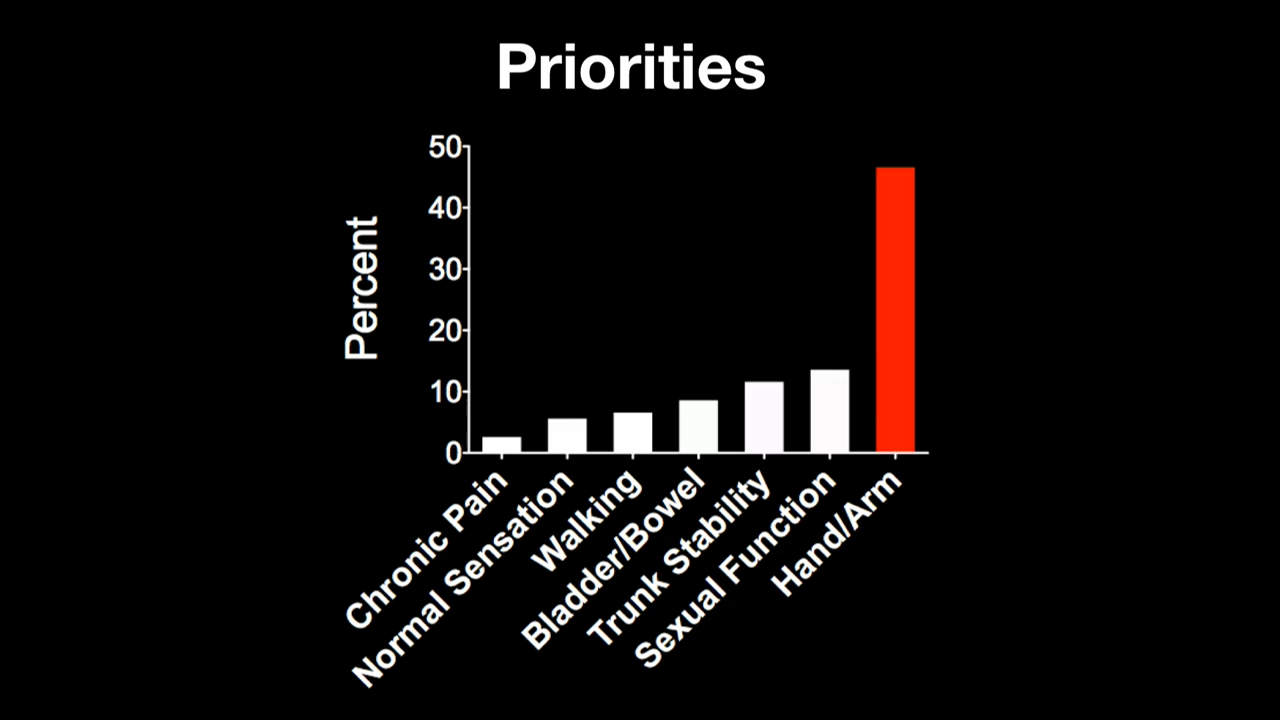 Priorities
Percent
50
40
30
20
10
0
Chronic Pain
Normal Sensation
Walking
Bladder/Bowel
Trunk Stability
Sexual Function
Hand/Arm